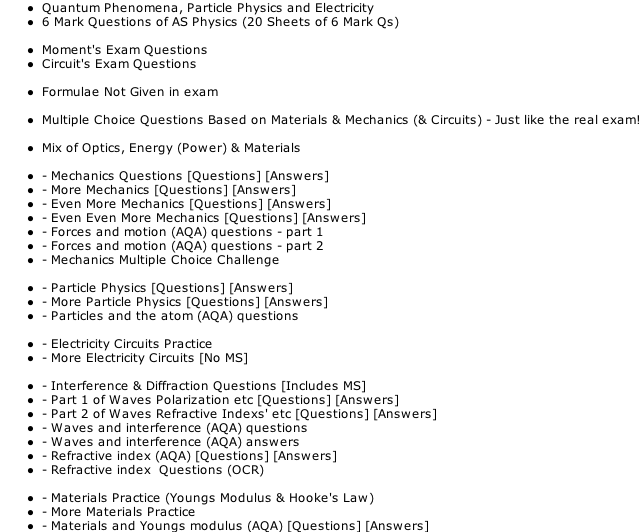 • Quantum Phenomena, Particle Physics and Electricity
• 6 Mark Questions of AS Physics (20 Sheets of 6 Mark Qs)
• Moment's Exam Questions
• Circuit's Exam Questions
• Formulae Not Given in exam
• Multiple Choice Questions Based on Materials & Mechanics (& Circuits) - Just like the real exam!
• Mix of Optics, Energy (Power) & Materials
• - Mechanics Questions [Questions] [Answers]
• - More Mechanics [Questions] [Answers]
• - Even More Mechanics [Questions] [Answers]
• - Even Even More Mechanics [Questions] [Answers]
• - Forces and motion (AQA) questions - part 1
• - Forces and motion (AQA) questions - part 2
• - Mechanics Multiple Choice Challenge
• - Particle Physics [Questions] [Answers]
• - More Particle Physics [Questions] [Answers]
• - Particles and the atom (AQA) questions
• - Electricity Circuits Practice
• - More Electricity Circuits [No MS]
• - Interference & Diffraction Questions [Includes MS]
• - Part 1 of Waves Polarization etc [Questions] [Answers]
• - Part 2 of Waves Refractive Indexs' etc [Questions] [Answers]
• - Waves and interference (AQA) questions
• - Waves and interference (AQA) answers
• - Refractive index (AQA) [Questions] [Answers]
• - Refractive index  Questions (OCR)
• - Materials Practice (Youngs Modulus & Hooke's Law)
• - More Materials Practice
• - Materials and Youngs modulus (AQA) [Questions] [Answers]